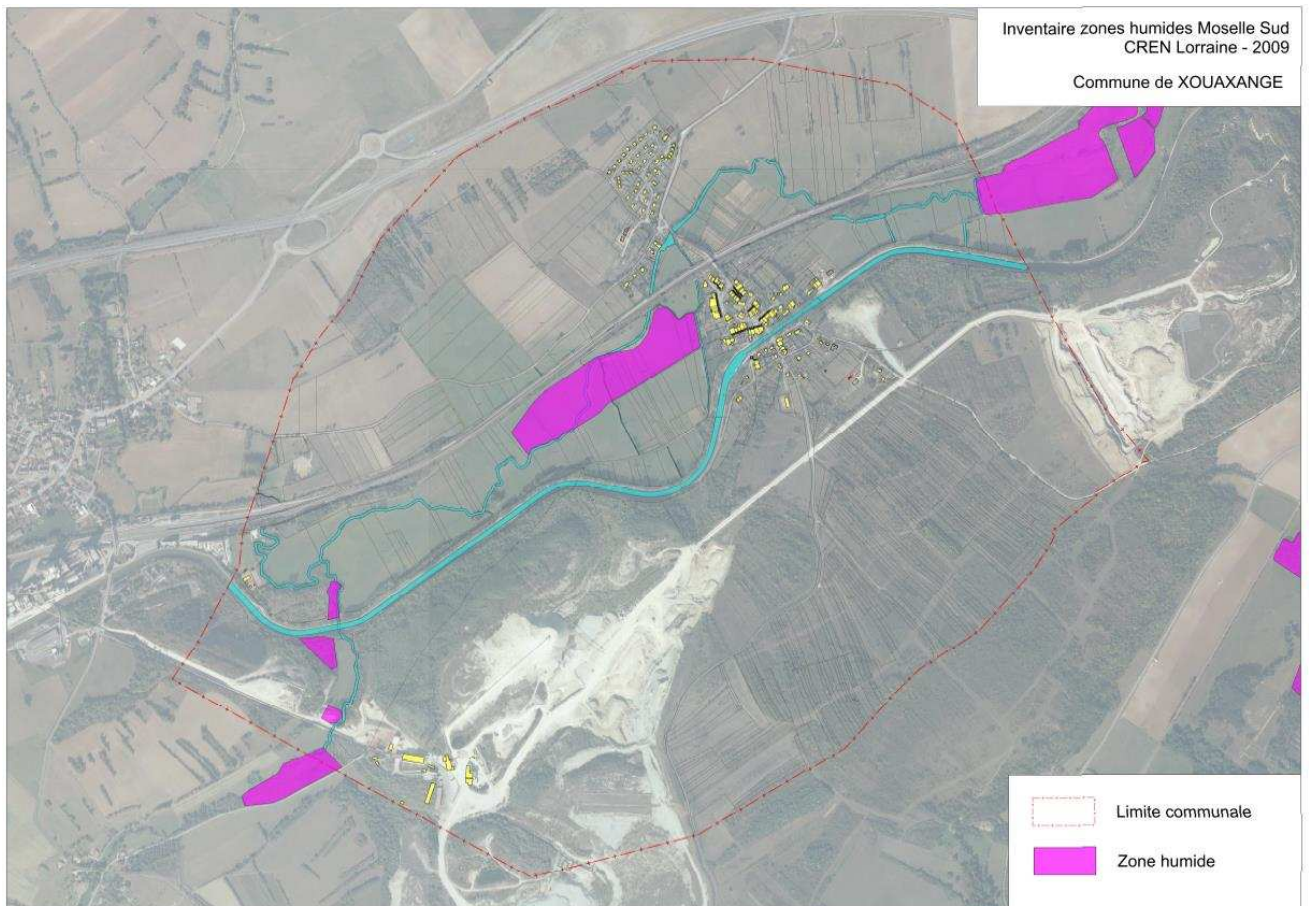 Inventaire zones humides Moselle Sud
CREN Lorraine - 2009
Commune de XOUAXANGE
Limite communale
Zone humide